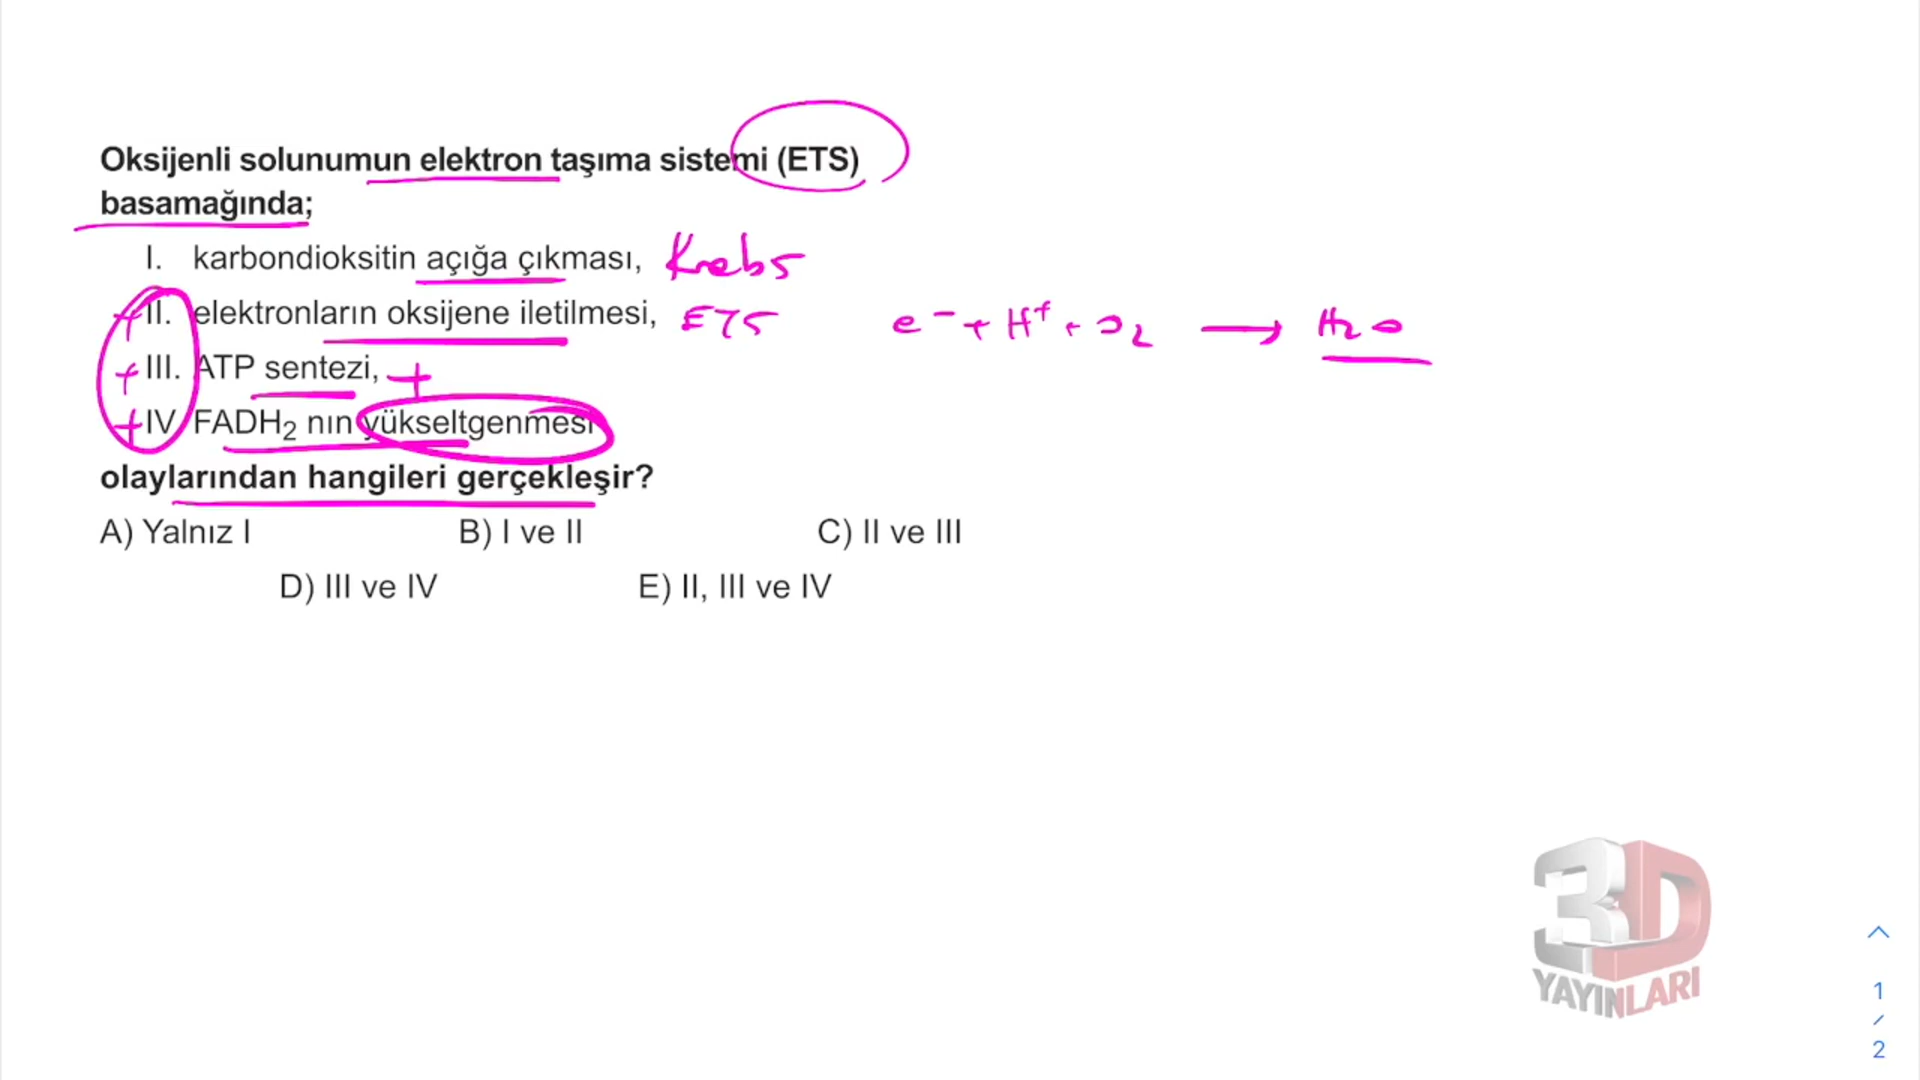 Oksijenli solunumun elektron taşıma sistemi (ETS)
basamağında;
I. karbondioksitin açığa çıkması, Krebs
+ II. elektronların oksijene iletilmesi, ETS e⁻ + H⁺ + O₂ → H₂O
+ III. ATP sentezi, +
+ IV. FADH₂ nın yükseltgenmesi
olaylarından hangileri gerçekleşir?
A) Yalnız I B) I ve II C) II ve III
D) III ve IV E) II, III ve IV
3D
YAYINLARI
1
/
2